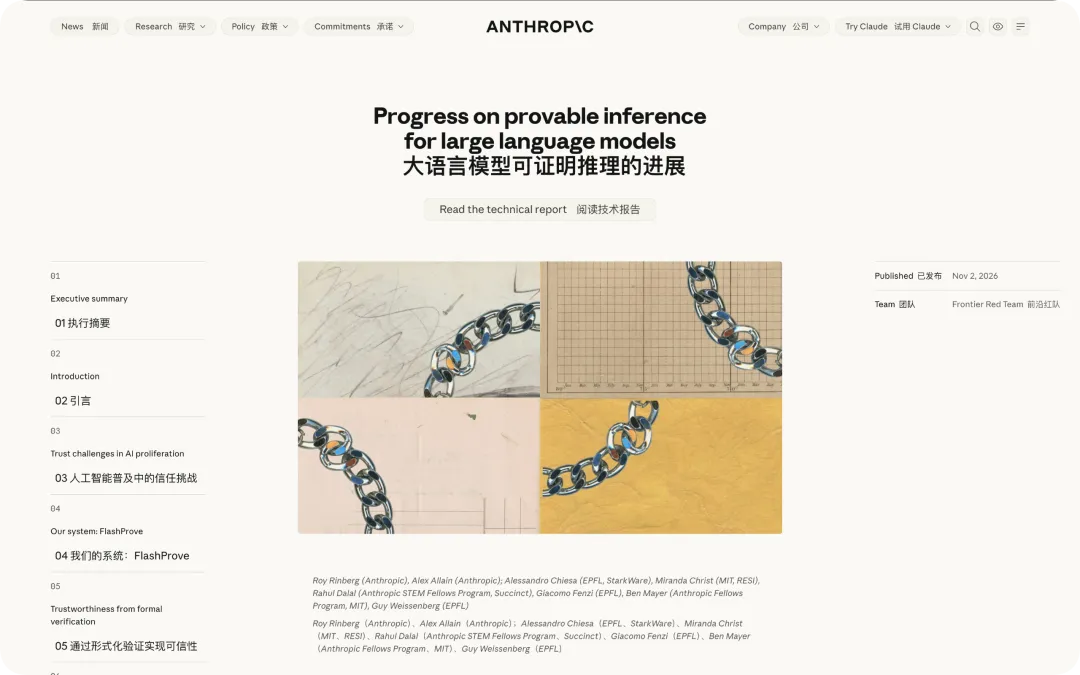 News 新闻
Research 研究
Policy 政策
Commitments 承诺
ANTHROP\C
Company 公司
Try Claude 试用 Claude
Progress on provable inference
for large language models
大语言模型可证明推理的进展
Read the technical report 阅读技术报告
01
Executive summary
01 执行摘要
02
Introduction
02 引言
03
Trust challenges in AI proliferation
03 人工智能普及中的信任挑战
04
Our system: FlashProve
04 我们的系统：FlashProve
05
Trustworthiness from formal
verification
05 通过形式化验证实现可信性
Published 已发布 Nov 2, 2026
Team 团队 Frontier Red Team 前沿红队
Roy Rinberg (Anthropic), Alex Allain (Anthropic); Alessandro Chiesa (EPFL, StarkWare), Miranda Christ (MIT, RESI),
Rahul Dalal (Anthropic STEM Fellows Program, Succinct), Giacomo Fenzi (EPFL), Ben Mayer (Anthropic Fellows
Program, MIT), Guy Weissenberg (EPFL)
Roy Rinberg（Anthropic）、Alex Allain（Anthropic）；Alessandro Chiesa（EPFL、StarkWare）、Miranda Christ
（MIT、RESI）、Rahul Dalal（Anthropic STEM Fellows Program、Succinct）、Giacomo Fenzi（EPFL）、Ben Mayer
（Anthropic Fellows Program、MIT）、Guy Weissenberg（EPFL）